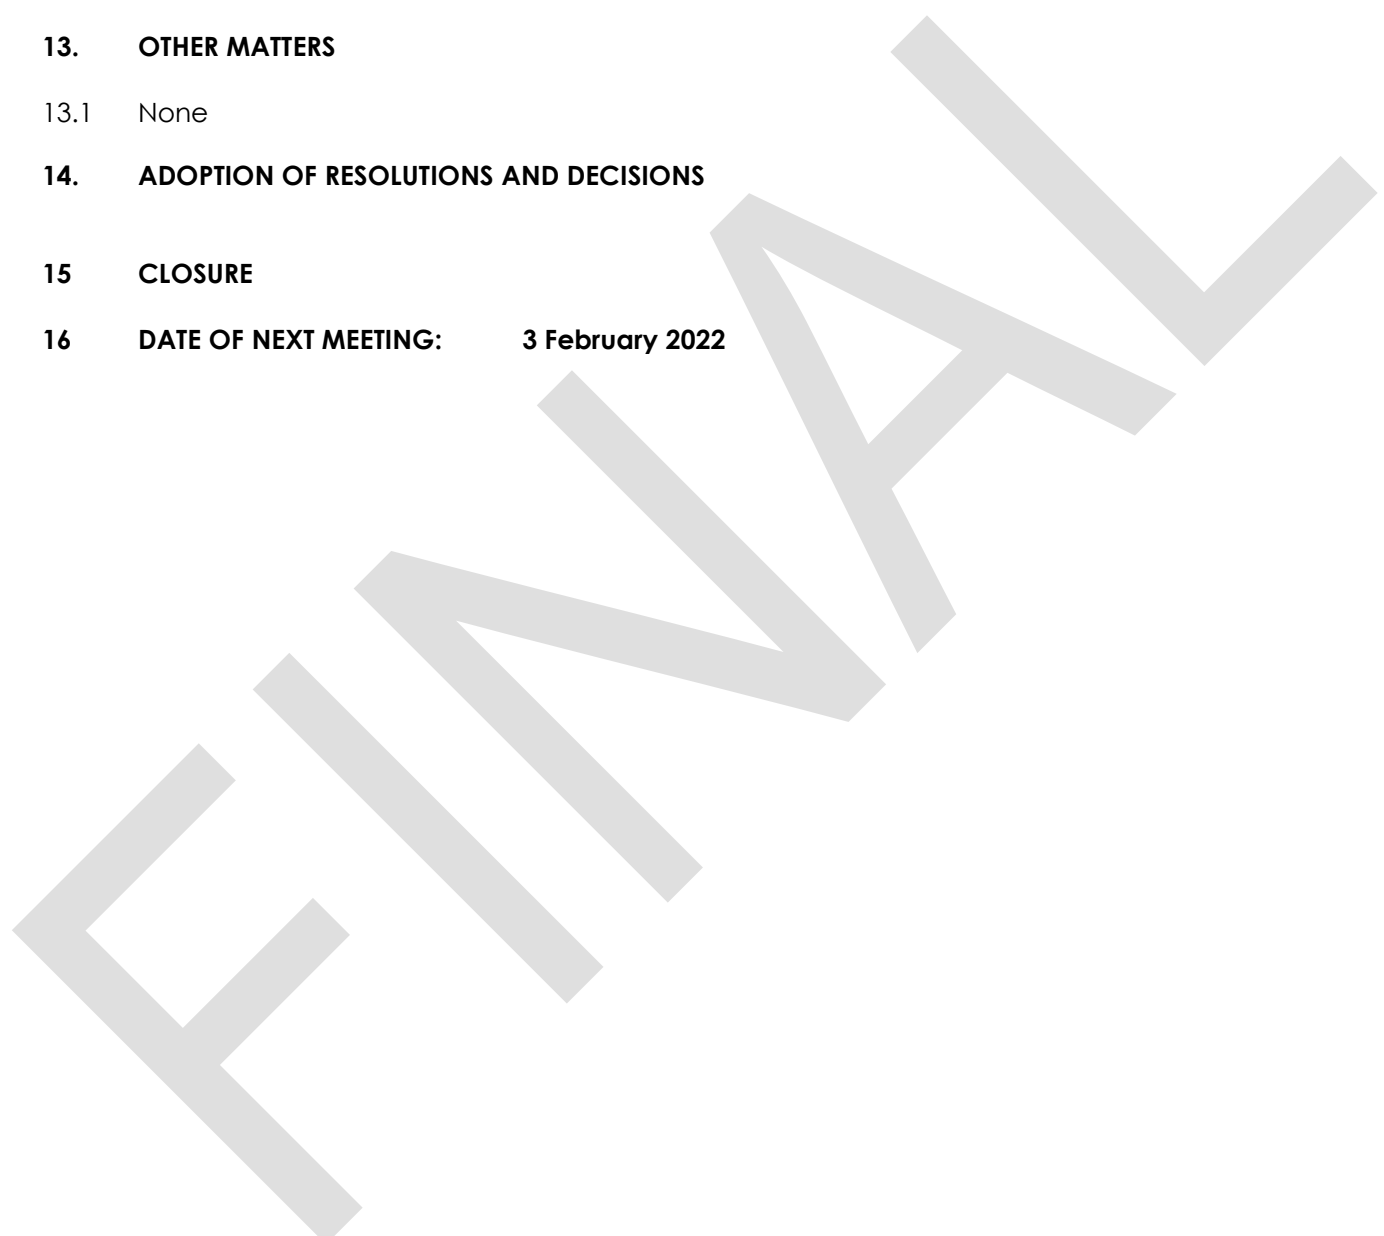 13. OTHER MATTERS
13.1 None
14. ADOPTION OF RESOLUTIONS AND DECISIONS
15 CLOSURE
16 DATE OF NEXT MEETING: 3 February 2022
FINAL